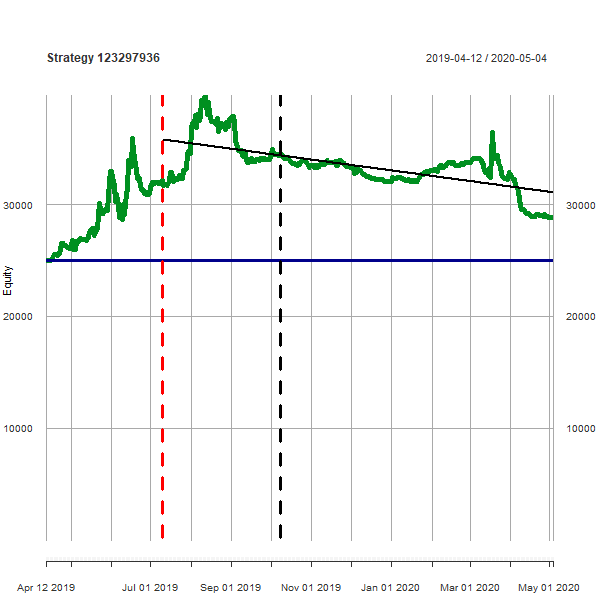 Strategy 123297936
2019-04-12 / 2020-05-04
30000
30000
Equity
20000
20000
10000
10000
Apr 12 2019
Jul 01 2019
Sep 01 2019
Nov 01 2019
Jan 01 2020
Mar 01 2020
May 01 2020